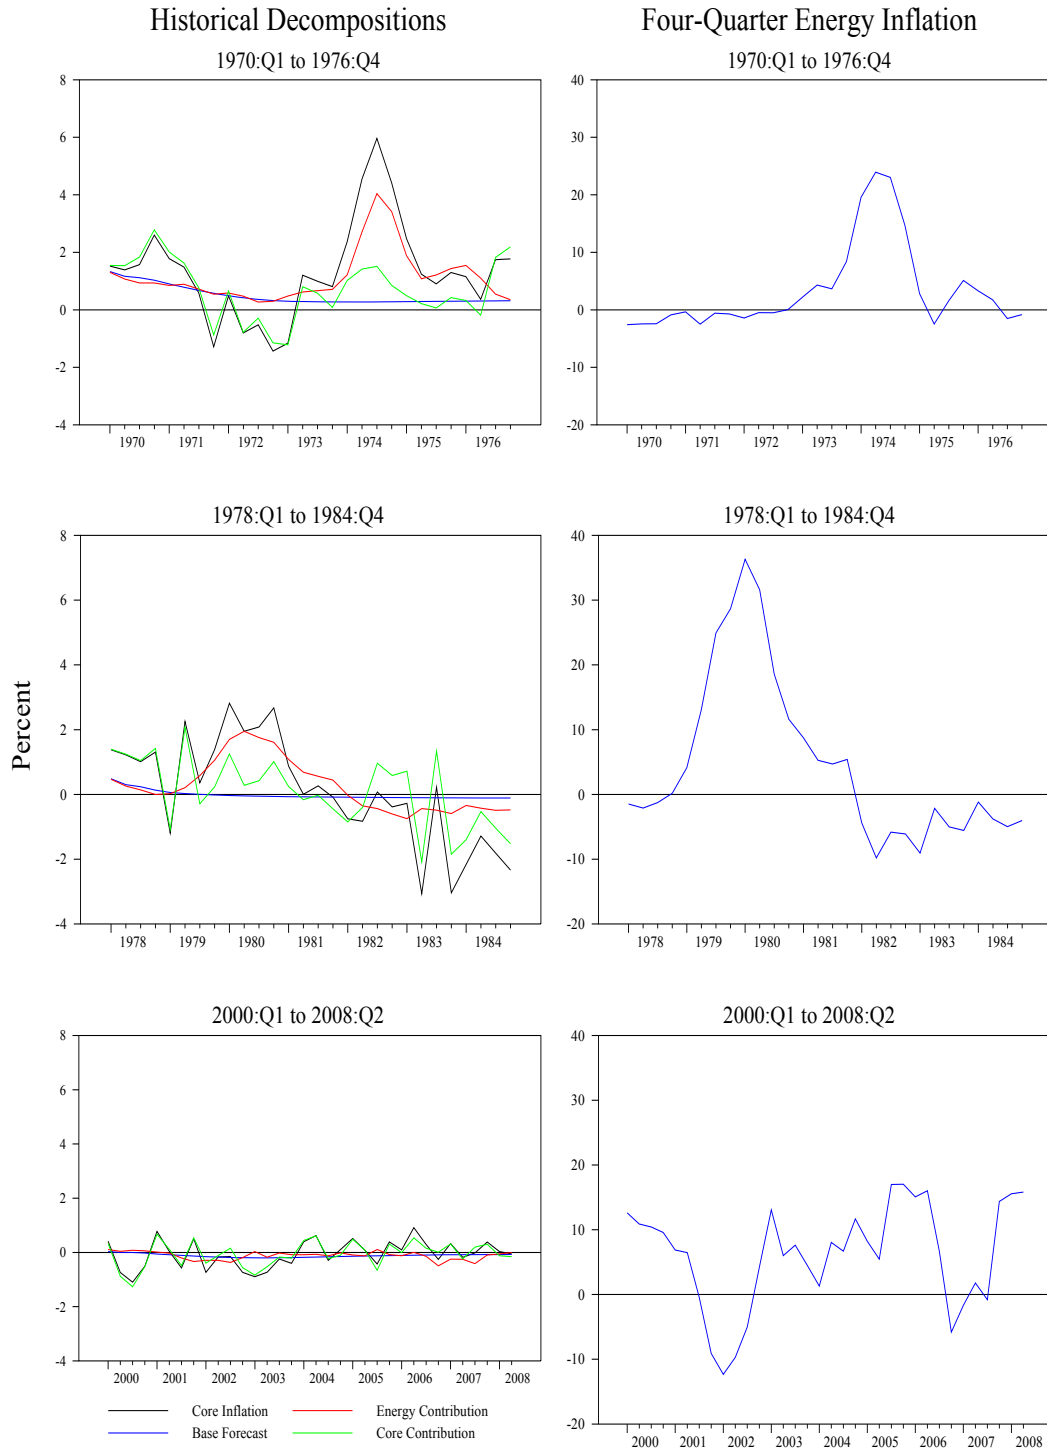 Historical Decompositions
Four-Quarter Energy Inflation
Percent
1970:Q1 to 1976:Q4
8
6
4
2
0
-2
-4
1970 1971 1972 1973 1974 1975 1976
1970:Q1 to 1976:Q4
40
30
20
10
0
-10
-20
1970 1971 1972 1973 1974 1975 1976
1978:Q1 to 1984:Q4
8
6
4
2
0
-2
-4
1978 1979 1980 1981 1982 1983 1984
1978:Q1 to 1984:Q4
40
30
20
10
0
-10
-20
1978 1979 1980 1981 1982 1983 1984
2000:Q1 to 2008:Q2
8
6
4
2
0
-2
-4
2000 2001 2002 2003 2004 2005 2006 2007 2008
Core Inflation Energy Contribution
Base Forecast Core Contribution
2000:Q1 to 2008:Q2
40
30
20
10
0
-10
-20
2000 2001 2002 2003 2004 2005 2006 2007 2008